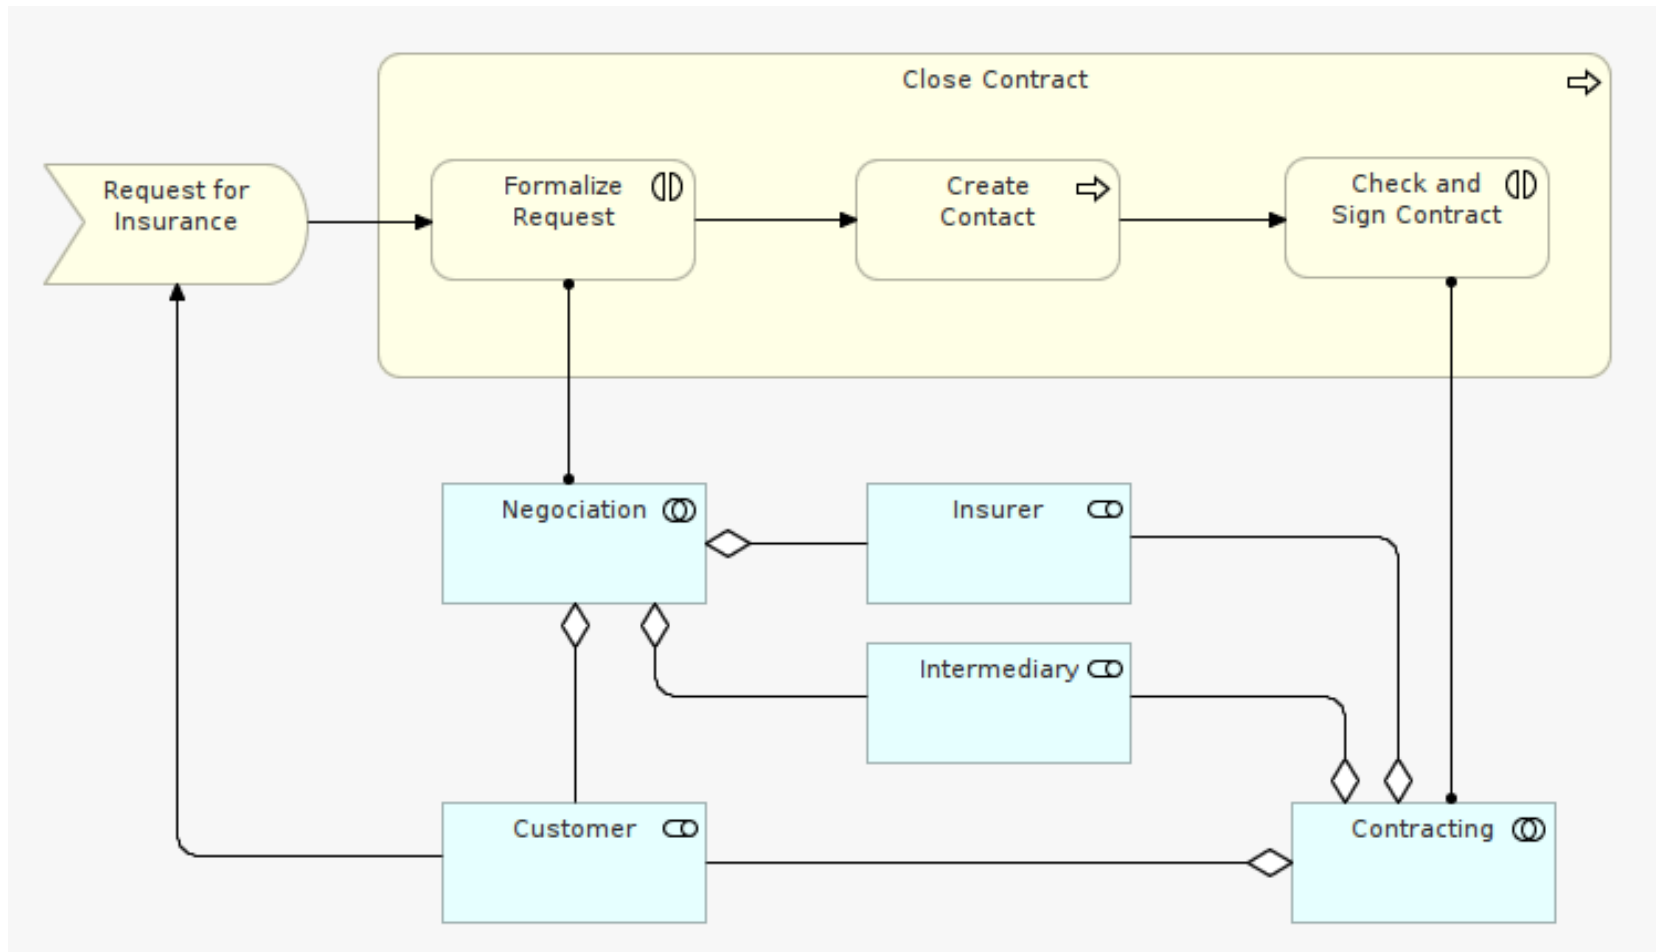 Close Contract
Request for
Insurance
Formalize
Request
Create
Contact
Check and
Sign Contract
Negociation
Insurer
Intermediary
Customer
Contracting